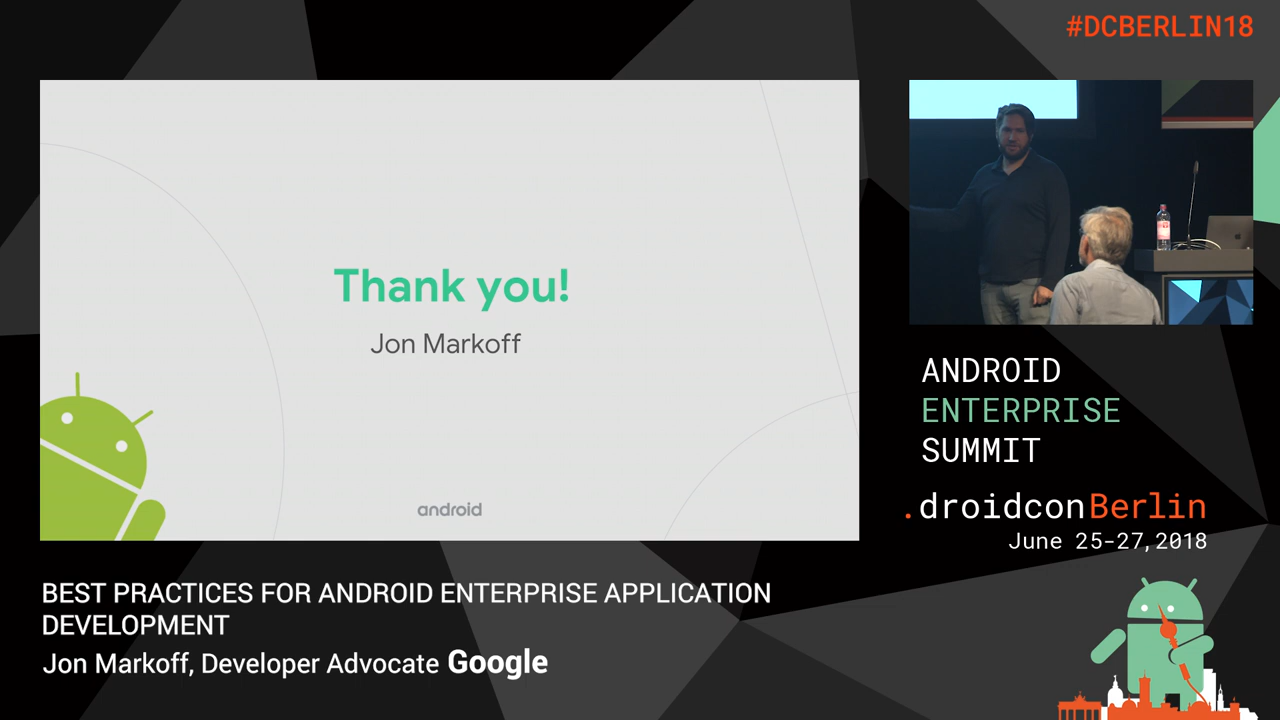 #DCBERLIN18
Thank you!
Jon Markoff
android
ANDROID
ENTERPRISE
SUMMIT
.droidconBerlin
June 25-27, 2018
BEST PRACTICES FOR ANDROID ENTERPRISE APPLICATION
DEVELOPMENT
Jon Markoff, Developer Advocate Google